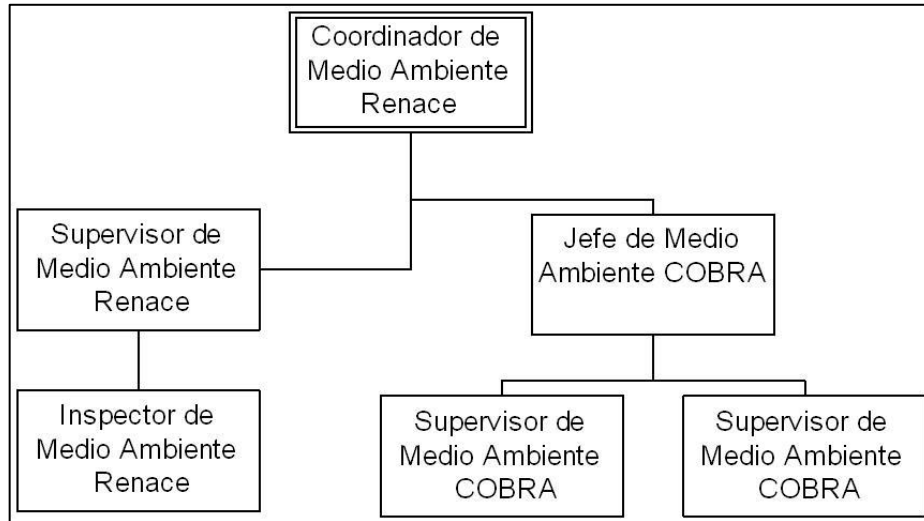 Coordinador de
Medio Ambiente
Renace
Supervisor de
Medio Ambiente
Renace
Jefe de Medio
Ambiente COBRA
Inspector de
Medio Ambiente
Renace
Supervisor de
Medio Ambiente
COBRA
Supervisor de
Medio Ambiente
COBRA